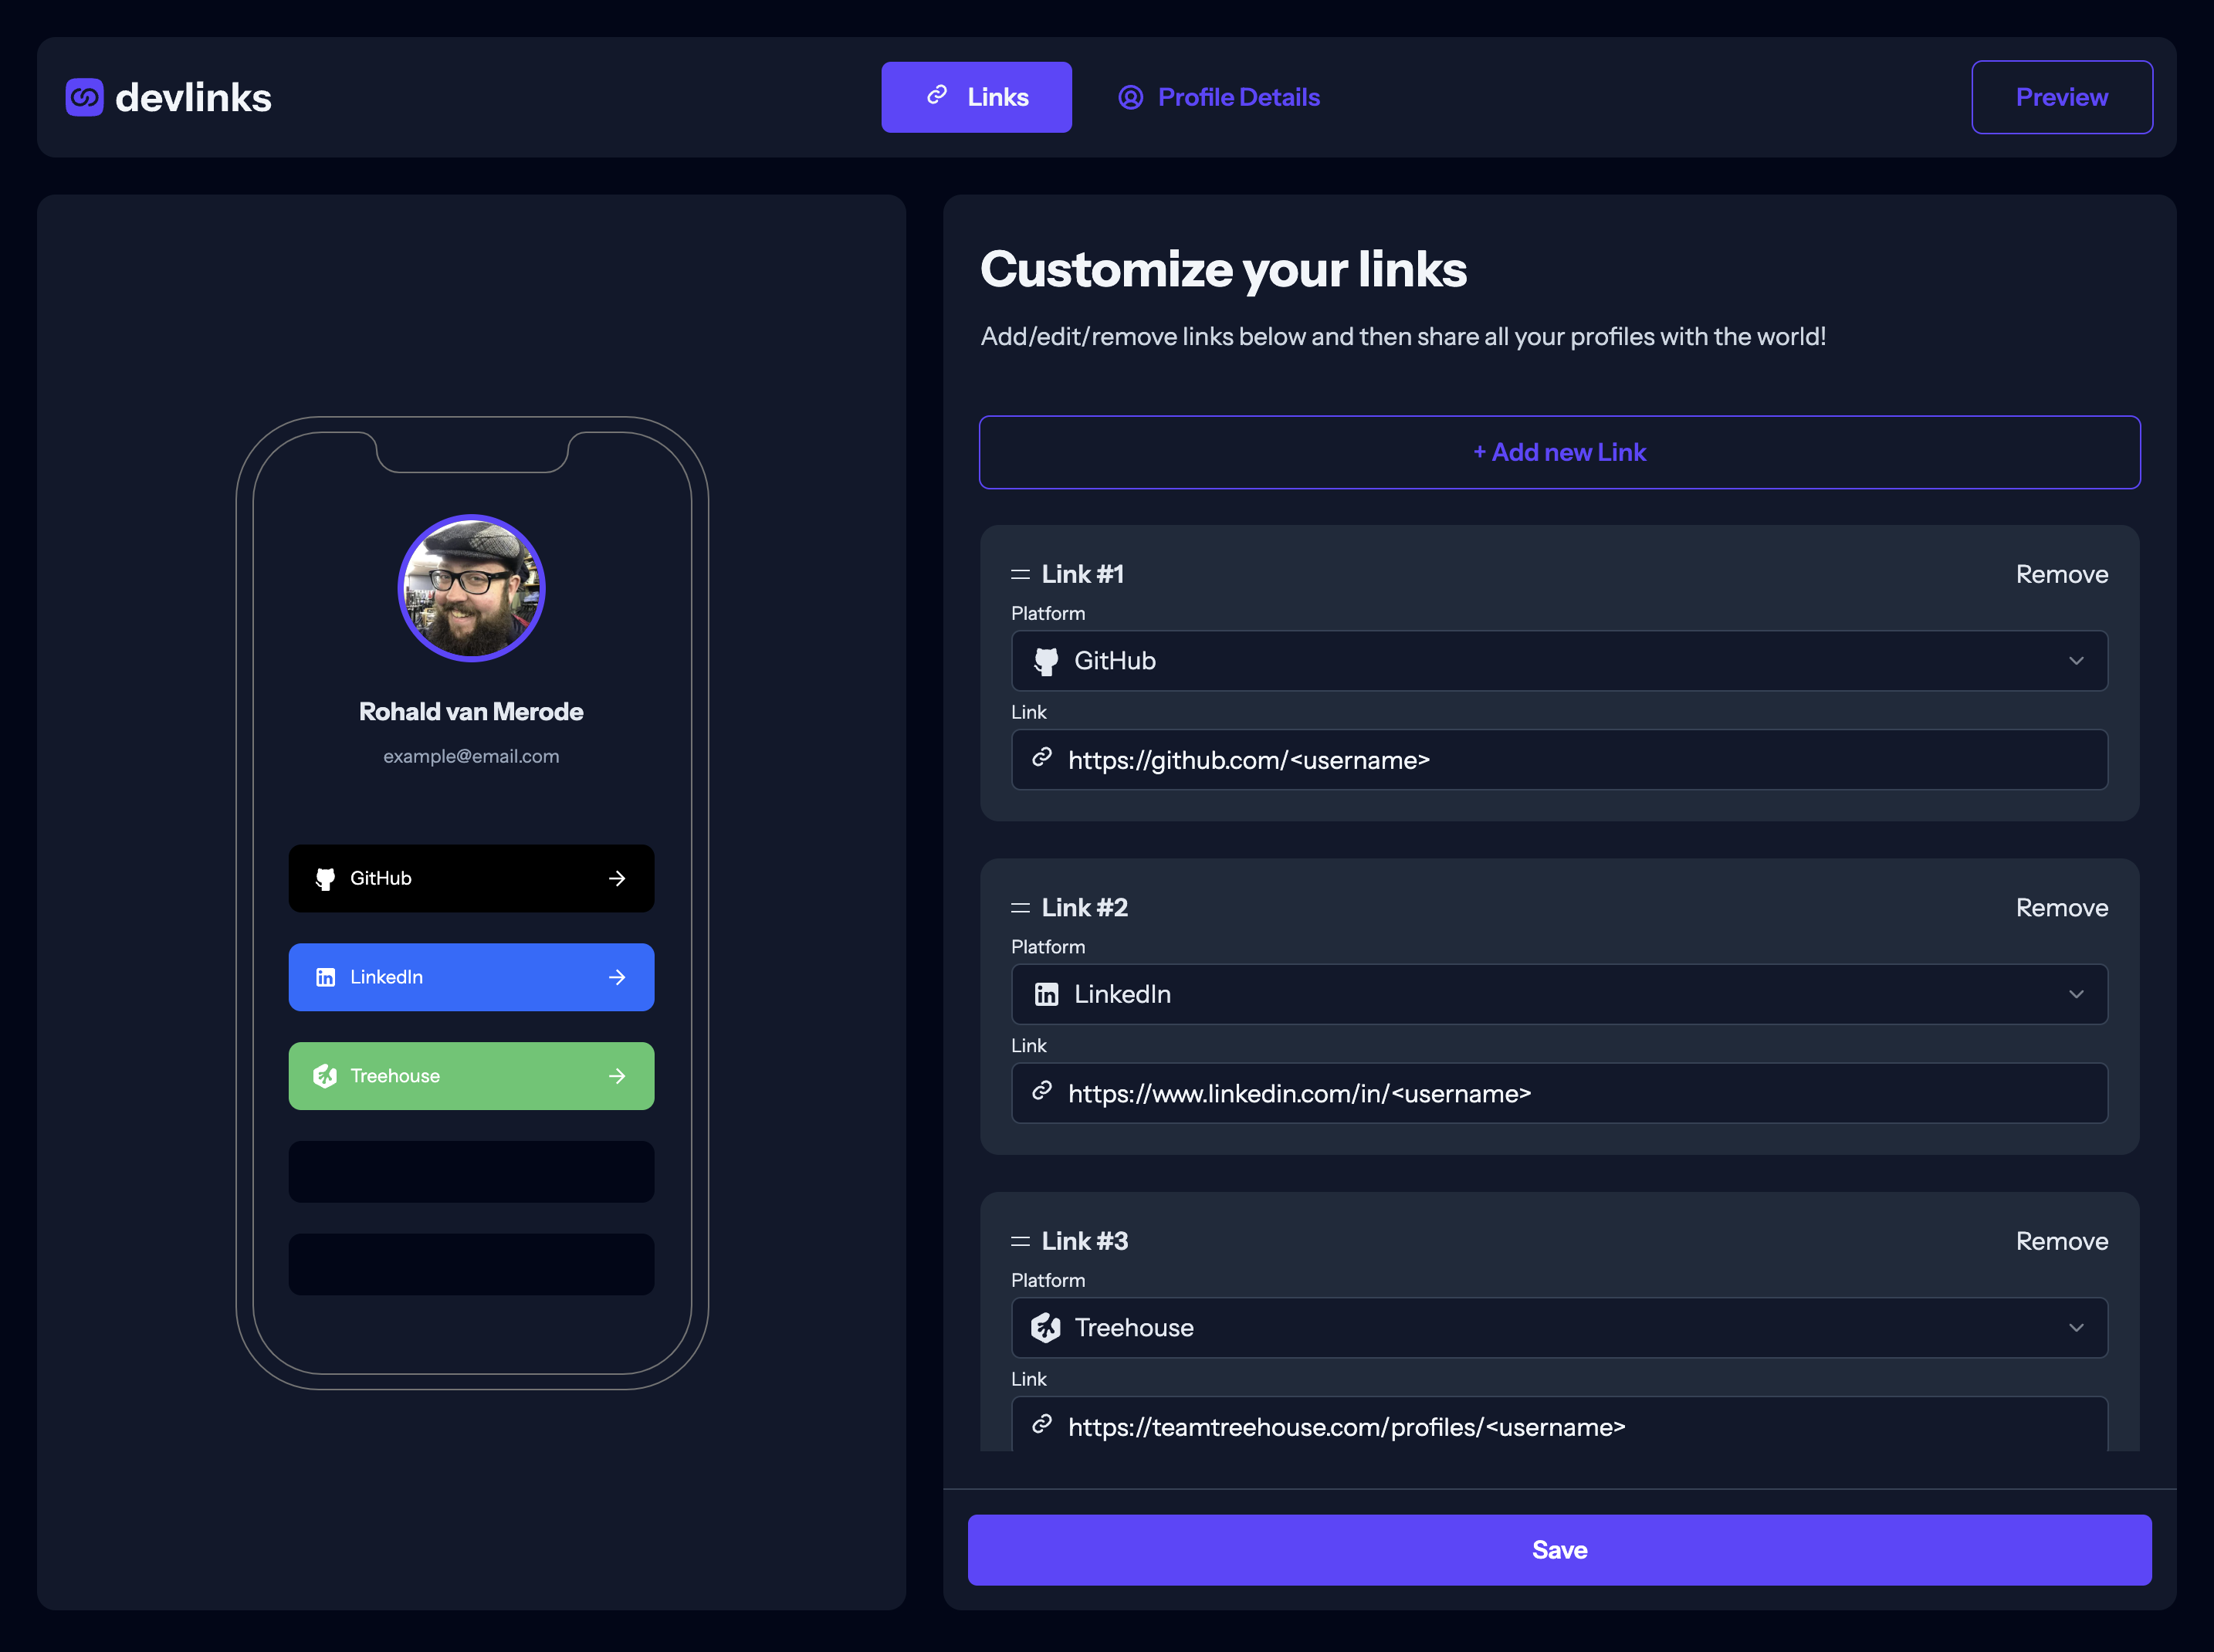 devlinks
Links
Profile Details
Preview
Rohald van Merode
example@email.com
GitHub
LinkedIn
Treehouse
Customize your links
Add/edit/remove links below and then share all your profiles with the world!
+ Add new Link
Link #1
Remove
Platform
GitHub
Link
https://github.com/<username>
Link #2
Remove
Platform
LinkedIn
Link
https://www.linkedin.com/in/<username>
Link #3
Remove
Platform
Treehouse
Link
https://teamtreehouse.com/profiles/<username>
Save